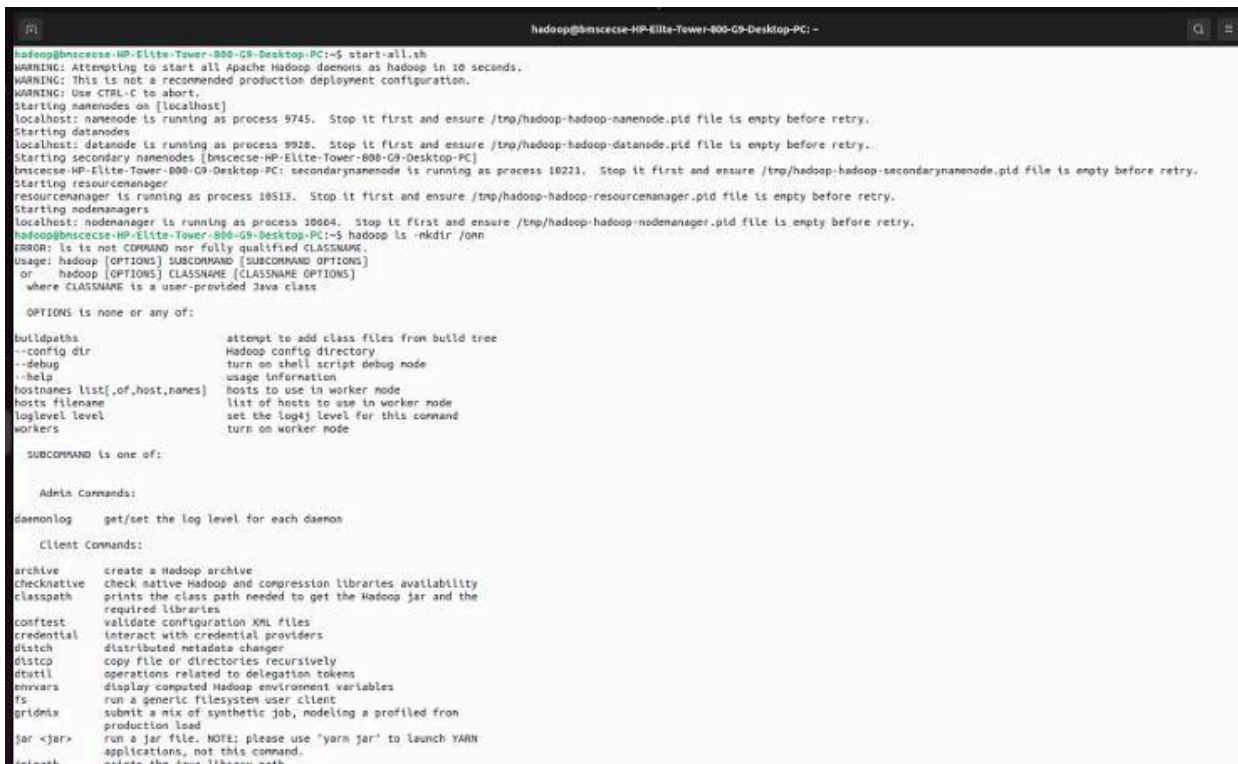 hadoop@bmscecse-HP-Elite-Tower-800-G9-Desktop-PC: ~
hadoop@bmscecse-HP-Elite-Tower-800-G9-Desktop-PC:~$ start-all.sh
WARNING: Attempting to start all Apache Hadoop daemons as hadoop in 10 seconds.
WARNING: This is not a recommended production deployment configuration.
WARNING: Use CTRL-C to abort.
Starting namenodes on [localhost]
localhost: namenode is running as process 9745.  Stop it first and ensure /tmp/hadoop-hadoop-namenode.pid file is empty before retry.
Starting datanodes
localhost: datanode is running as process 9928.  Stop it first and ensure /tmp/hadoop-hadoop-datanode.pid file is empty before retry.
Starting secondary namenodes [bmscecse-HP-Elite-Tower-800-G9-Desktop-PC]
bmscecse-HP-Elite-Tower-800-G9-Desktop-PC: secondarynamenode is running as process 10221.  Stop it first and ensure /tmp/hadoop-hadoop-secondarynamenode.pid file is empty before retry.
Starting resourcemanager
resourcemanager is running as process 10513.  Stop it first and ensure /tmp/hadoop-hadoop-resourcemanager.pid file is empty before retry.
Starting nodemanagers
localhost: nodemanager is running as process 10664.  Stop it first and ensure /tmp/hadoop-hadoop-nodemanager.pid file is empty before retry.
hadoop@bmscecse-HP-Elite-Tower-800-G9-Desktop-PC:~$ hadoop ls -mkdir /omn
ERROR: ls is not COMMAND nor fully qualified CLASSNAME.
Usage: hadoop [OPTIONS] SUBCOMMAND [SUBCOMMAND OPTIONS]
or    hadoop [OPTIONS] CLASSNAME [CLASSNAME OPTIONS]
where CLASSNAME is a user-provided Java class
OPTIONS is none or any of:
buildpaths                       attempt to add class files from build tree
--config dir                     Hadoop config directory
--debug                          turn on shell script debug mode
--help                           usage information
hostnames list[,of,host,names]   hosts to use in worker mode
hosts filename                   list of hosts to use in worker mode
loglevel level                   set the log4j level for this command
workers                          turn on worker mode
SUBCOMMAND is one of:
Admin Commands:
daemonlog     get/set the log level for each daemon
Client Commands:
archive       create a Hadoop archive
checknative   check native Hadoop and compression libraries availability
classpath     prints the class path needed to get the Hadoop jar and the
required libraries
conftest      validate configuration XML files
credential    interact with credential providers
distch        distributed metadata changer
distcp        copy file or directories recursively
dtutil        operations related to delegation tokens
envvars       display computed Hadoop environment variables
fs            run a generic filesystem user client
gridmix       submit a mix of synthetic job, modeling a profiled from
production load
jar <jar>     run a jar file. NOTE: please use "yarn jar" to launch YARN
applications, not this command.
jnipath       prints the java library path